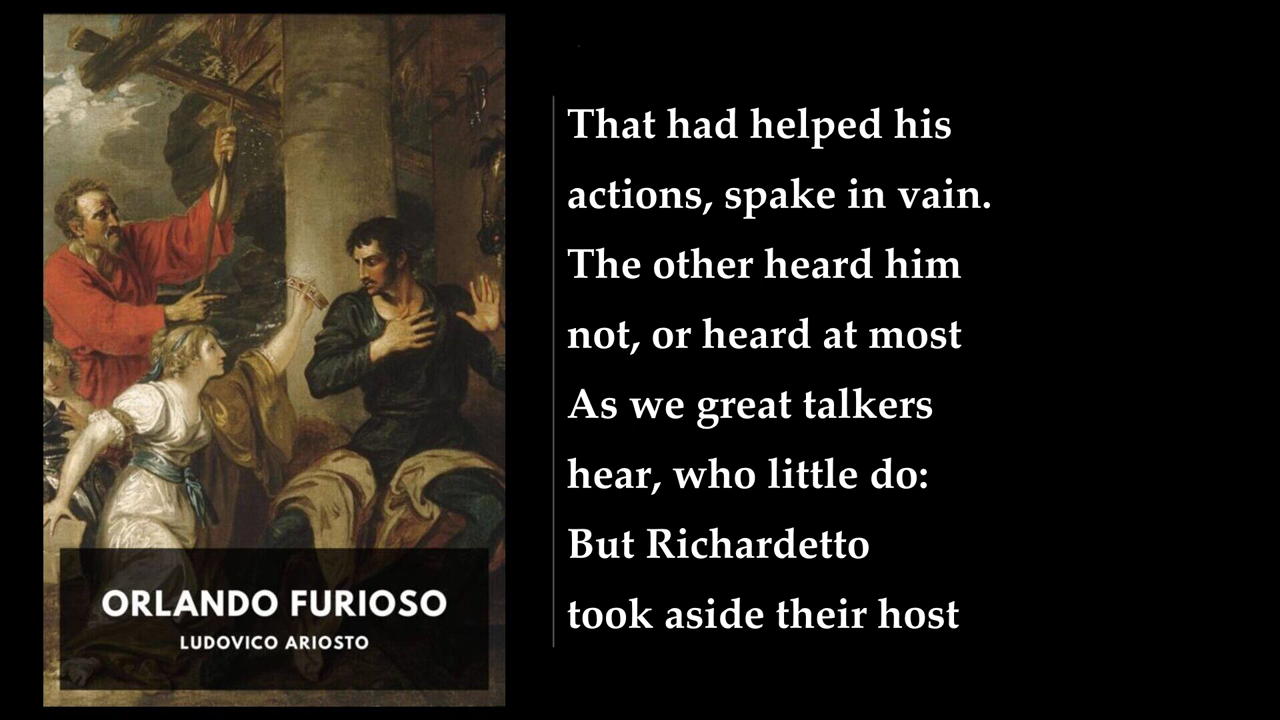 ORLANDO FURIOSO
LUDOVICO ARIOSTO
That had helped his
actions, spake in vain.
The other heard him
not, or heard at most
As we great talkers
hear, who little do:
But Richardetto
took aside their host